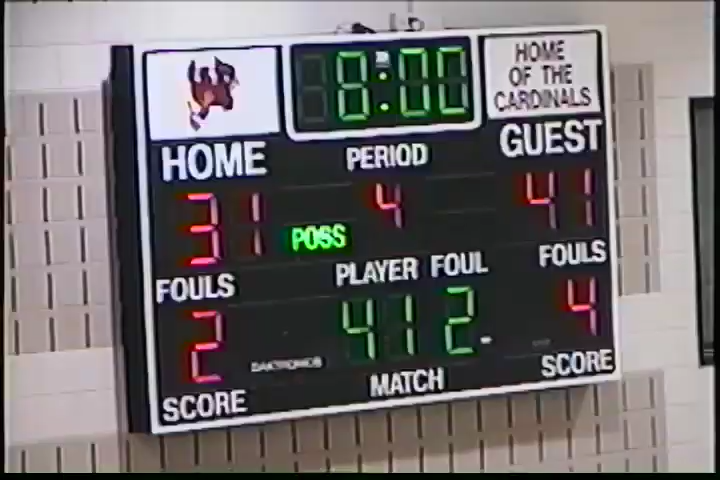 8:00
HOME
OF THE
CARDINALS
HOME PERIOD GUEST
31 POSS 4 41
FOULS PLAYER FOUL FOULS
2 DAKTRONICS 41 2 4
SCORE MATCH SCORE